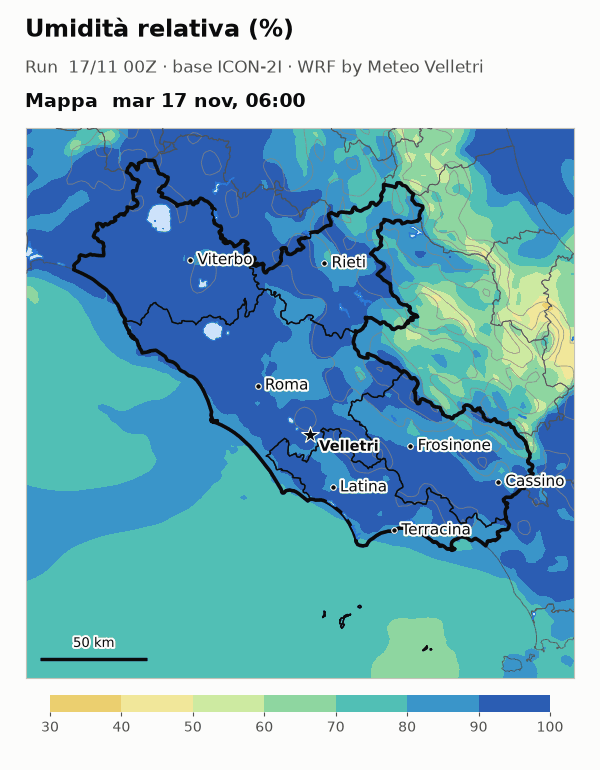 Umidità relativa (%)
Run 17/11 00Z · base ICON-2I · WRF by Meteo Velletri
Mappa mar 17 nov, 06:00
Viterbo
Rieti
Roma
Velletri
Frosinone
Latina
Cassino
Terracina
50 km
30 40 50 60 70 80 90 100